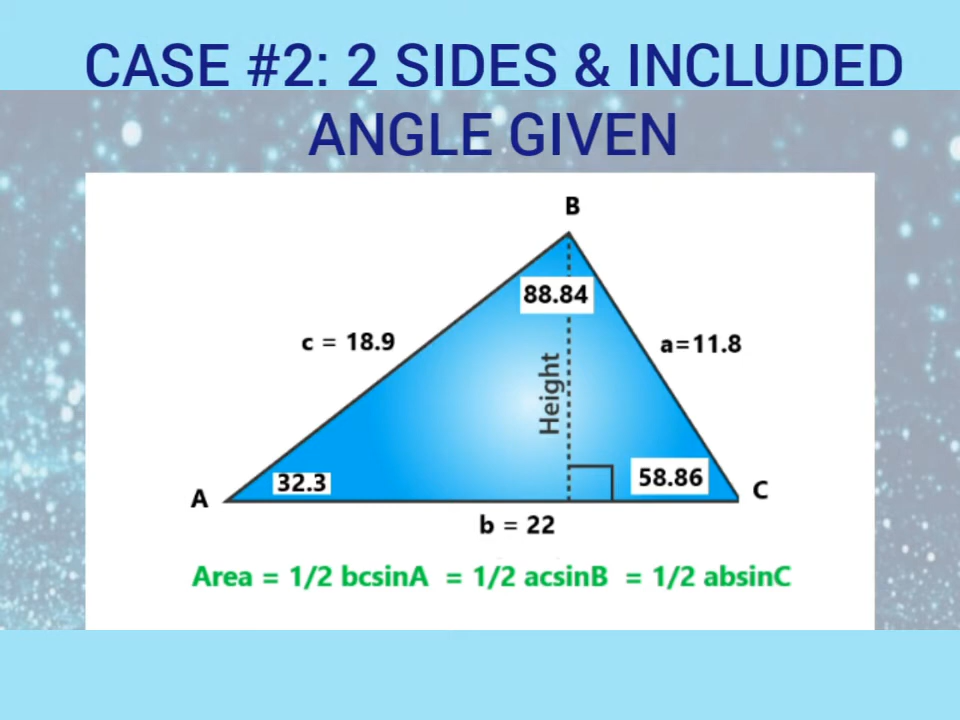 CASE #2: 2 SIDES & INCLUDED
ANGLE GIVEN
B
88.84
c = 18.9
a=11.8
Height
32.3
58.86
A
C
b = 22
Area = 1/2 bcsinA = 1/2 acsinB = 1/2 absinC